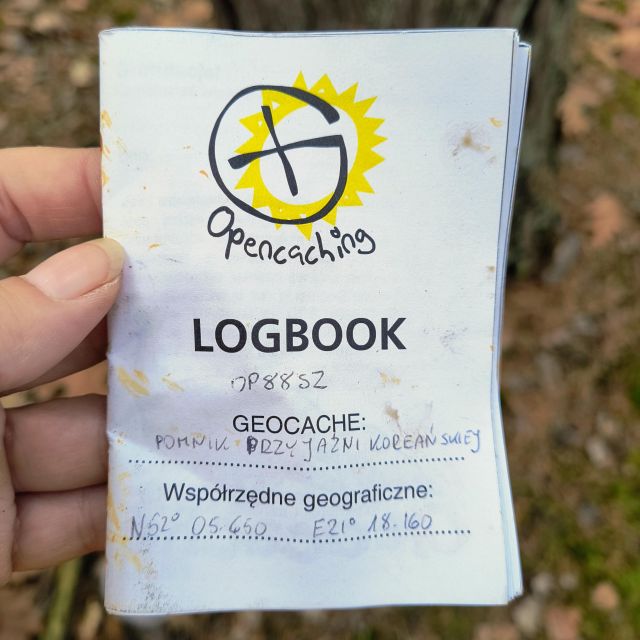 Opencaching
LOGBOOK
OP88SZ
GEOCACHE:
POMNIK PRZYJAŹNI KOREAŃSKIEJ
Współrzędne geograficzne:
N52° 05.650 E21° 18.160